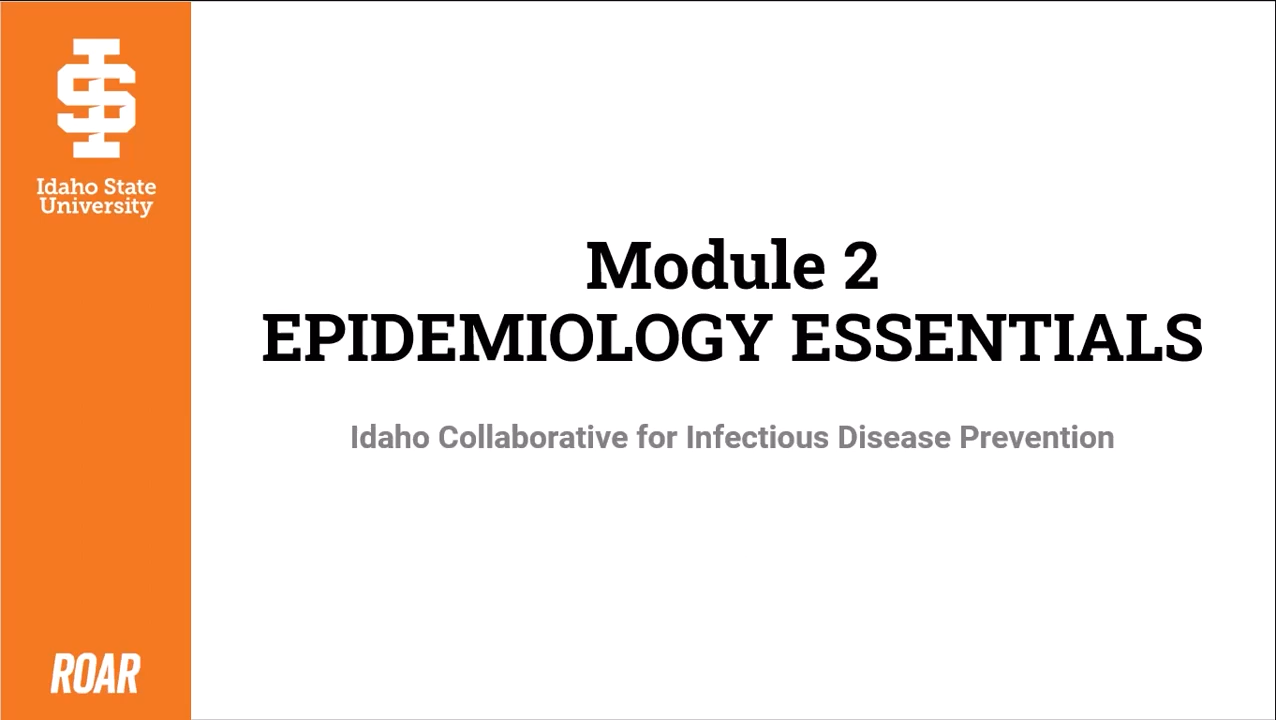 Idaho State
University
Module 2
EPIDEMIOLOGY ESSENTIALS
Idaho Collaborative for Infectious Disease Prevention
ROAR